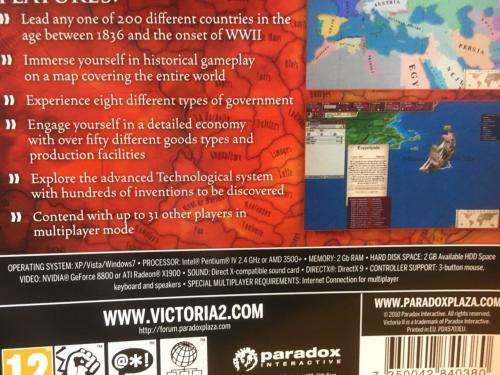 FEATURES:
Lead any one of 200 different countries in the
age between 1836 and the onset of WWII
Immerse yourself in historical gameplay
on a map covering the entire world
Experience eight different types of government
Engage yourself in a detailed economy
with over fifty different goods types and
production facilities
Explore the advanced Technological system
with hundreds of inventions to be discovered
Contend with up to 31 other players in
multiplayer mode
AUSTRIA
PERSIA
EGY
NEJ
OPERATING SYSTEM: XP/Vista/Windows7 • PROCESSOR: Intel® Pentium® IV 2.4 GHz or AMD 3500+ • MEMORY: 2 Gb RAM • HARD DISK SPACE: 2 GB Available HDD Space
VIDEO: NVIDIA® GeForce 8800 or ATI Radeon® X1900 • SOUND: Direct X-compatible sound card • DIRECTX®: DirectX 9 • CONTROLLER SUPPORT: 3-button mouse,
keyboard and speakers • SPECIAL MULTIPLAYER REQUIREMENTS: Internet Connection for multiplayer
WWW.VICTORIA2.COM
http://forum.paradoxplaza.com
WWW.PARADOXPLAZA.COM
© 2010 Paradox Interactive. All rights reserved.
Victoria II is a trademark of Paradox Interactive.
Printed in EU. PDX5703EU.
12
@*!
paradox
INTERACTIVE
7 350042 840380